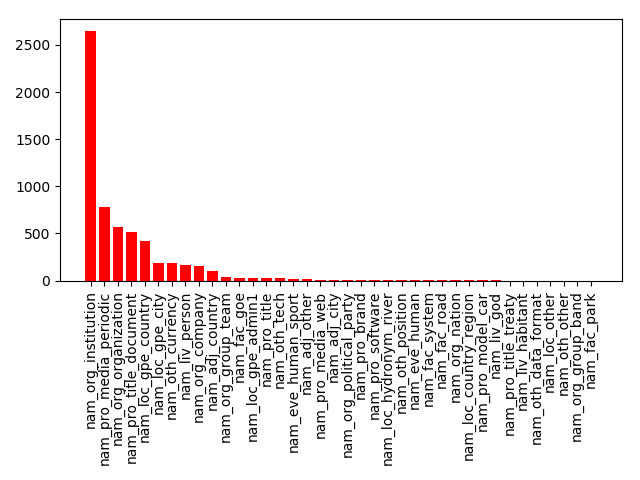 2500
2000
1500
1000
500
0
nam_org_institution
nam_pro_media_periodic
nam_org_organization
nam_pro_title_document
nam_loc_gpe_country
nam_loc_gpe_city
nam_oth_currency
nam_liv_person
nam_org_company
nam_adj_country
nam_org_group_team
nam_fac_goe
nam_loc_gpe_admin1
nam_pro_title
nam_oth_tech
nam_eve_human_sport
nam_adj_other
nam_pro_media_web
nam_adj_city
nam_org_political_party
nam_pro_brand
nam_pro_software
nam_loc_hydronym_river
nam_oth_position
nam_eve_human
nam_fac_system
nam_fac_road
nam_org_nation
nam_loc_country_region
nam_pro_model_car
nam_liv_god
nam_pro_title_treaty
nam_liv_habitant
nam_oth_data_format
nam_loc_other
nam_oth_other
nam_org_group_band
nam_fac_park